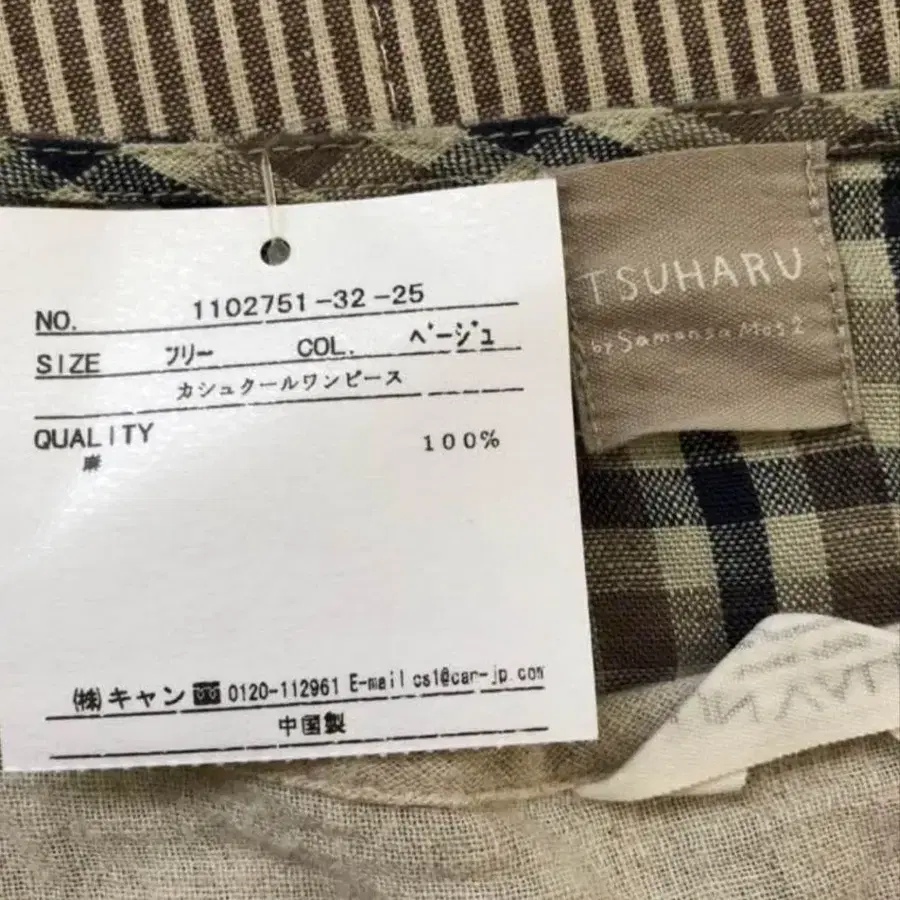 NO. 1102751-32-25
SIZE フリー COL. ベージュ
カシュクールワンピース
QUALITY
麻 100%
(株)キャン 0120-112961 E-mail cs1@can-jp.com
中国製
TSUHARU
by Samansa Mos2